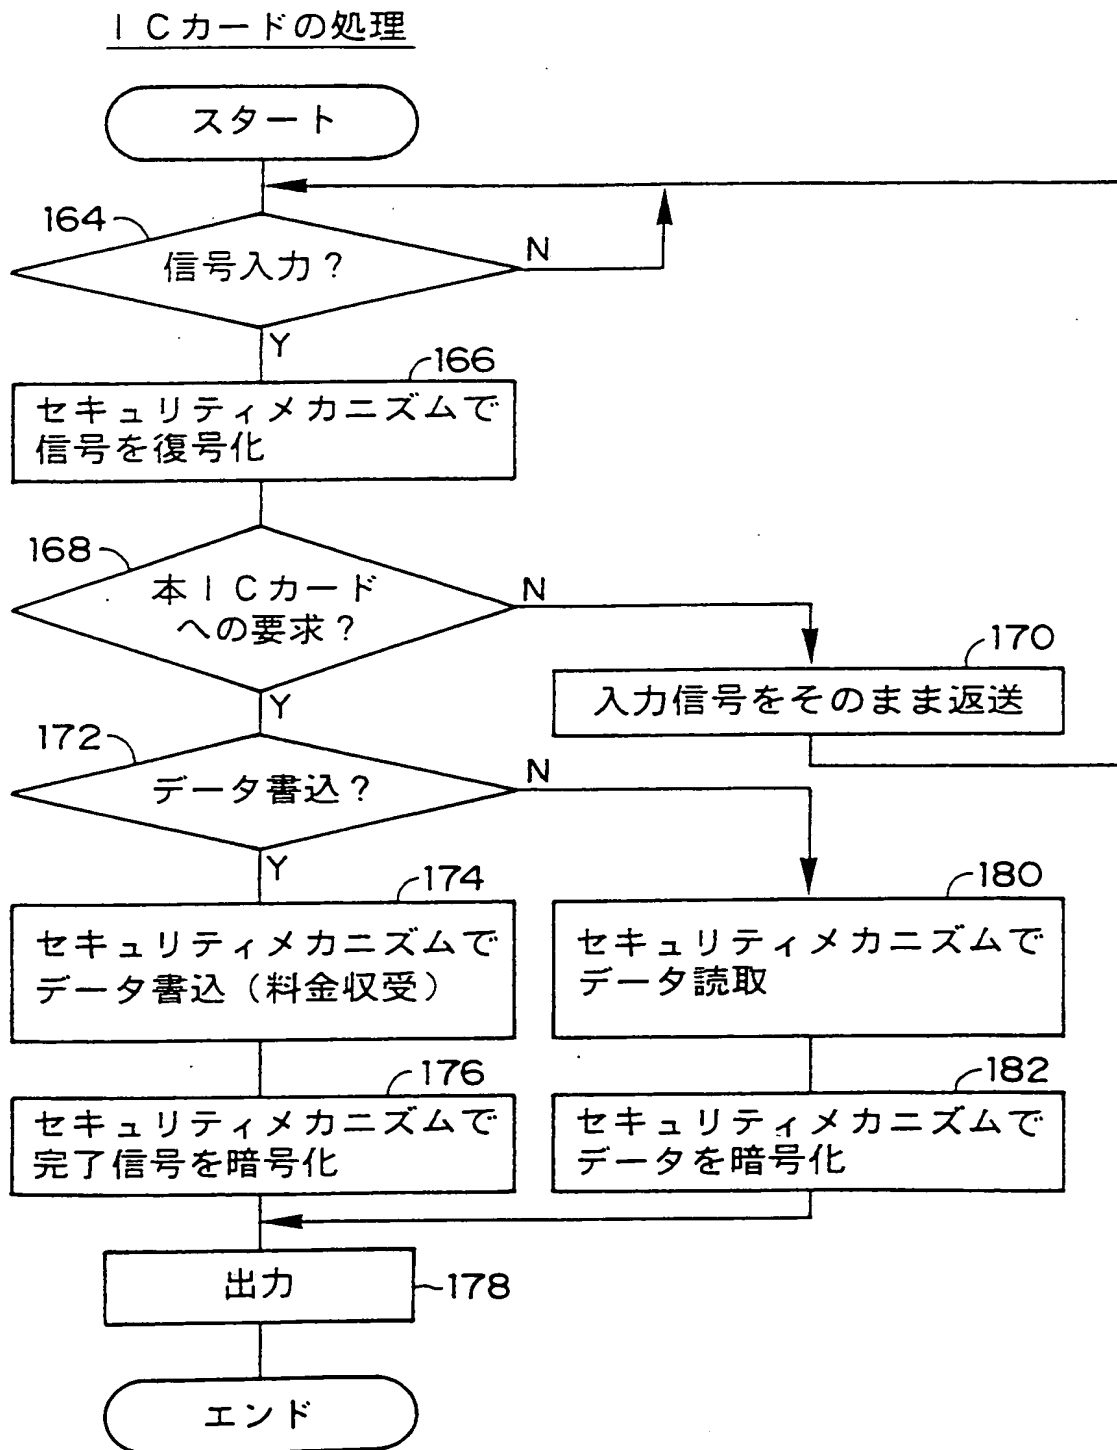 ICカードの処理
スタート
164
信号入力?
N
Y
166
セキュリティメカニズムで
信号を復号化
168
本ICカード
への要求?
N
Y
170
入力信号をそのまま返送
172
データ書込?
N
Y
174
セキュリティメカニズムで
データ書込(料金収受)
180
セキュリティメカニズムで
データ読取
176
セキュリティメカニズムで
完了信号を暗号化
182
セキュリティメカニズムで
データを暗号化
出力
178
エンド